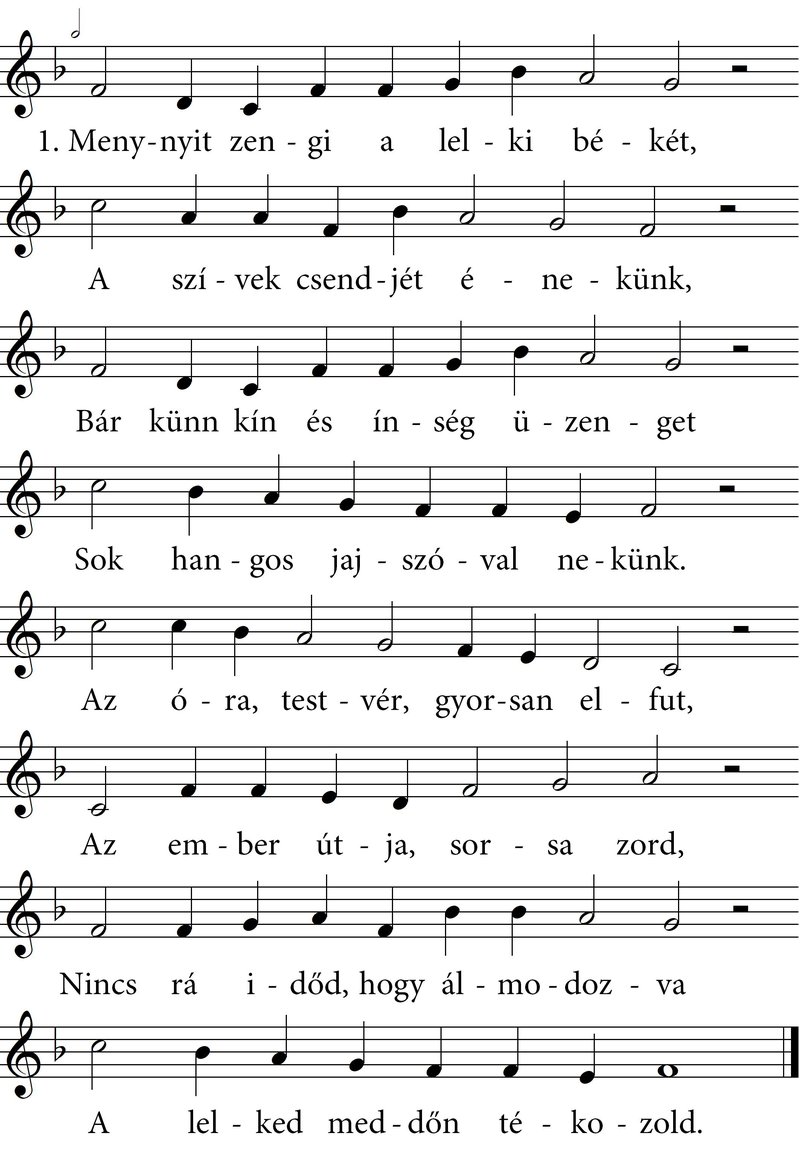 1. Meny-nyit zen - gi a lel - ki bé - két,
A szí - vek csend-jét é - ne - künk,
Bár künn kín és ín - ség ü - zen - get
Sok han - gos jaj - szó - val ne - künk.
Az ó - ra, test - vér, gyor-san el - fut,
Az em - ber út - ja, sor - sa zord,
Nincs rá i - dőd, hogy ál - mo - doz - va
A lel - ked med - dőn té - ko - zold.